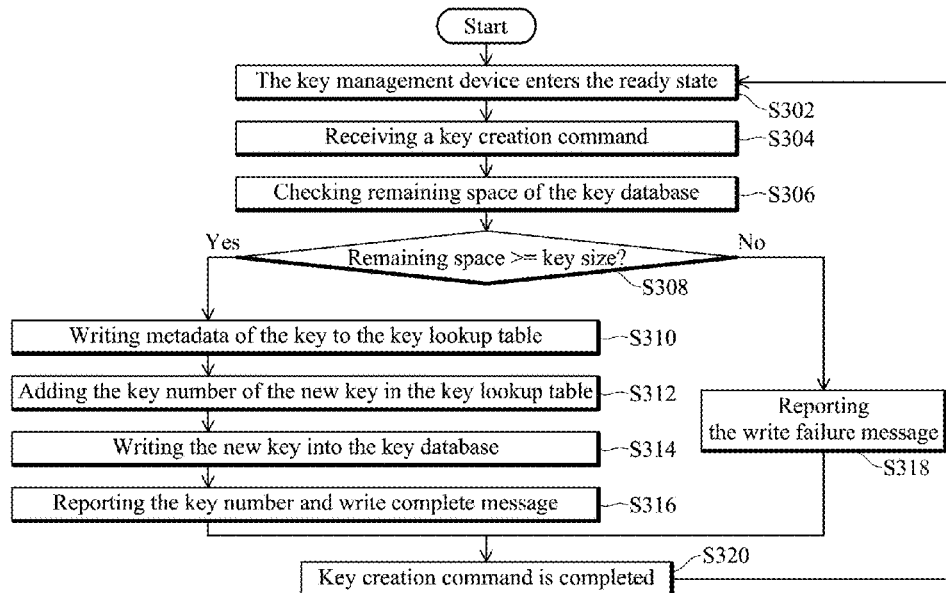 Start
The key management device enters the ready state
S302
Receiving a key creation command
S304
Checking remaining space of the key database
S306
Yes
No
Remaining space >= key size?
S308
Writing metadata of the key to the key lookup table
S310
Adding the key number of the new key in the key lookup table
S312
Writing the new key into the key database
S314
Reporting the key number and write complete message
S316
Reporting
the write failure message
S318
S320
Key creation command is completed